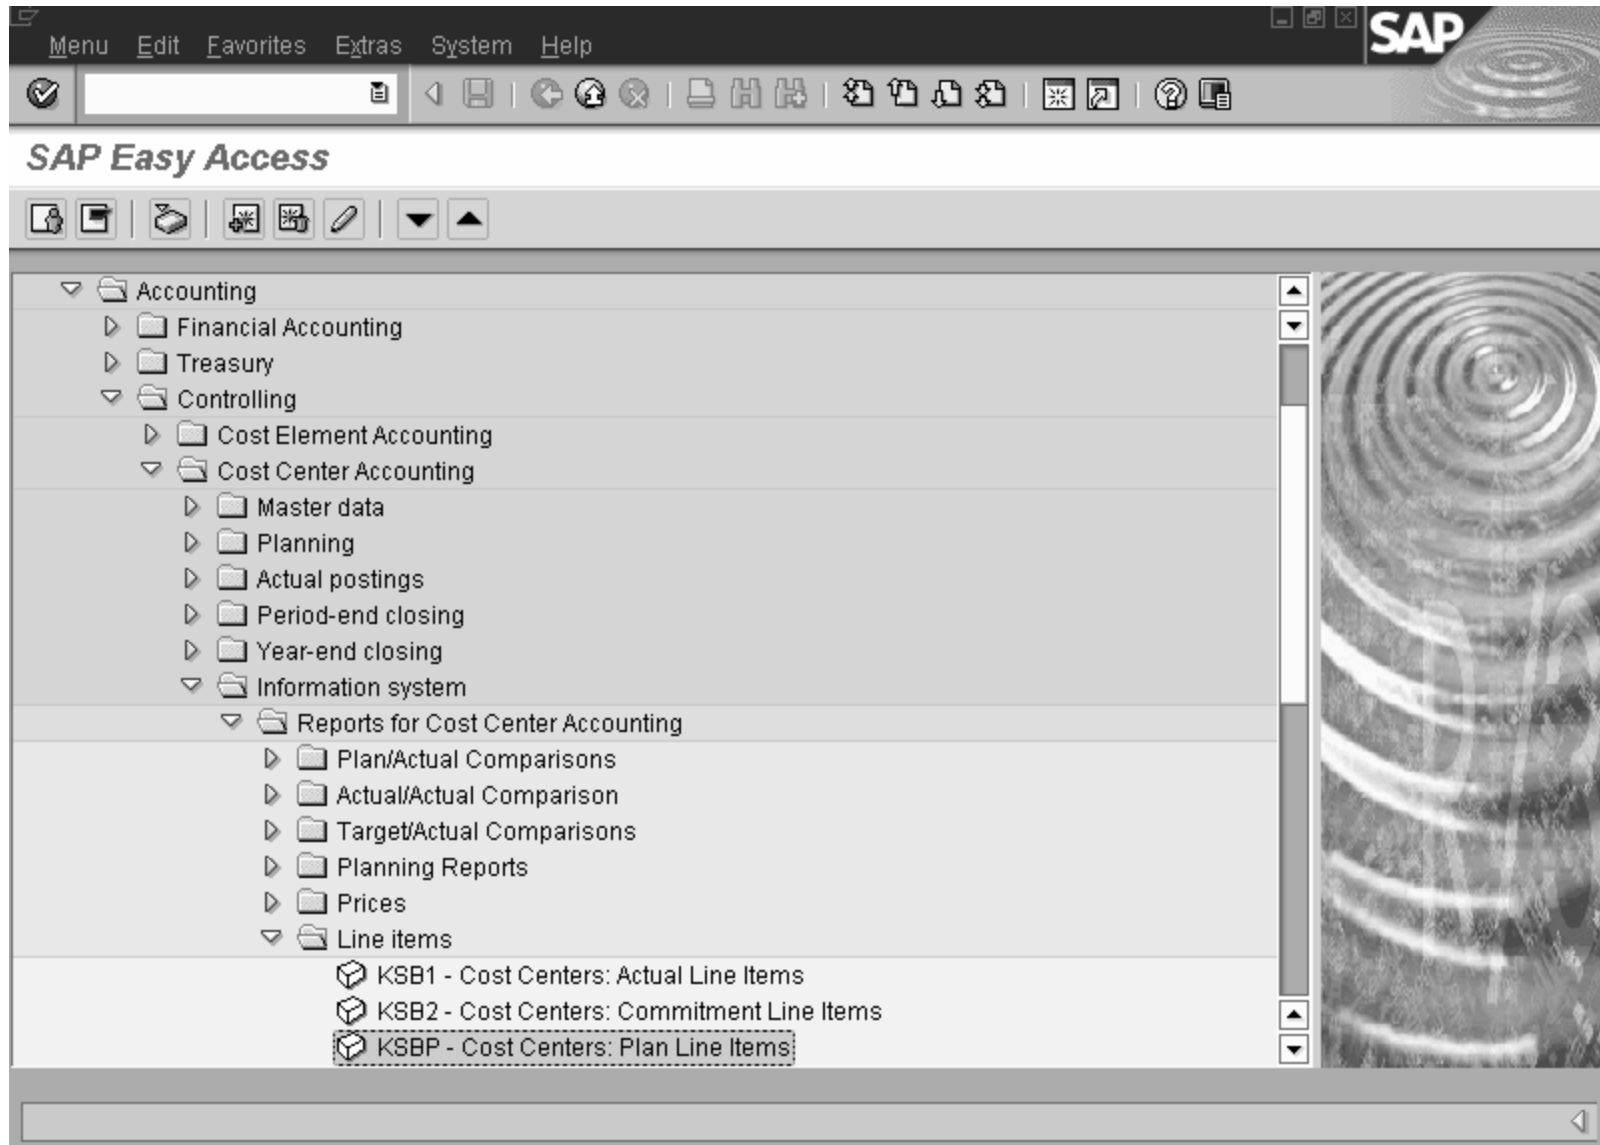 Menu Edit Favorites Extras System Help
SAP
SAP Easy Access
Accounting
Financial Accounting
Treasury
Controlling
Cost Element Accounting
Cost Center Accounting
Master data
Planning
Actual postings
Period-end closing
Year-end closing
Information system
Reports for Cost Center Accounting
Plan/Actual Comparisons
Actual/Actual Comparison
Target/Actual Comparisons
Planning Reports
Prices
Line items
KSB1 - Cost Centers: Actual Line Items
KSB2 - Cost Centers: Commitment Line Items
KSBP - Cost Centers: Plan Line Items